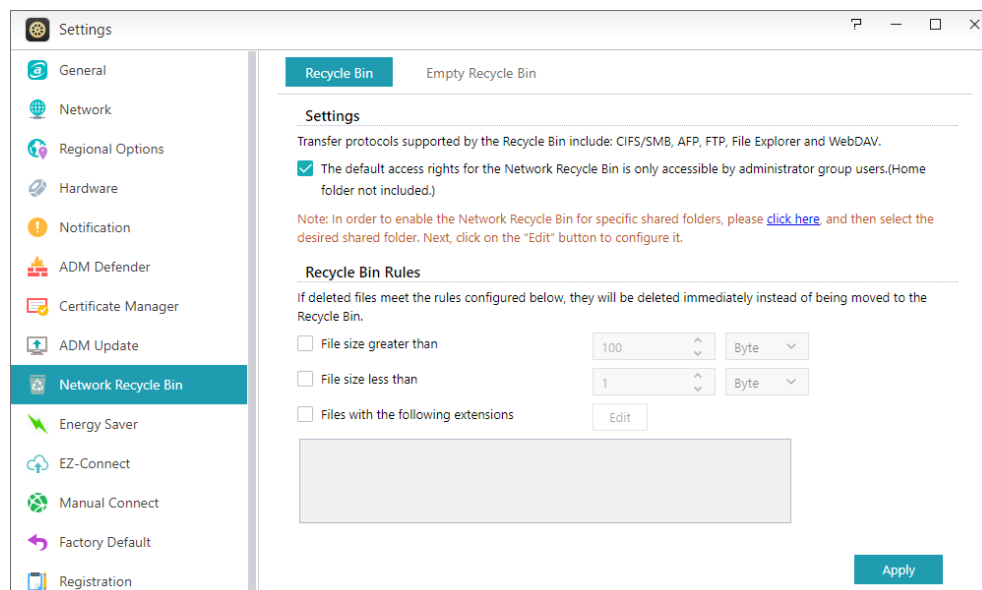 Settings
General
Network
Regional Options
Hardware
Notification
ADM Defender
Certificate Manager
ADM Update
Network Recycle Bin
Energy Saver
EZ-Connect
Manual Connect
Factory Default
Registration
Recycle Bin
Empty Recycle Bin
Settings
Transfer protocols supported by the Recycle Bin include: CIFS/SMB, AFP, FTP, File Explorer and WebDAV.
The default access rights for the Network Recycle Bin is only accessible by administrator group users.(Home
folder not included.)
Note: In order to enable the Network Recycle Bin for specific shared folders, please click here, and then select the
desired shared folder. Next, click on the "Edit" button to configure it.
Recycle Bin Rules
If deleted files meet the rules configured below, they will be deleted immediately instead of being moved to the
Recycle Bin.
File size greater than 100 Byte
File size less than 1 Byte
Files with the following extensions Edit
Apply